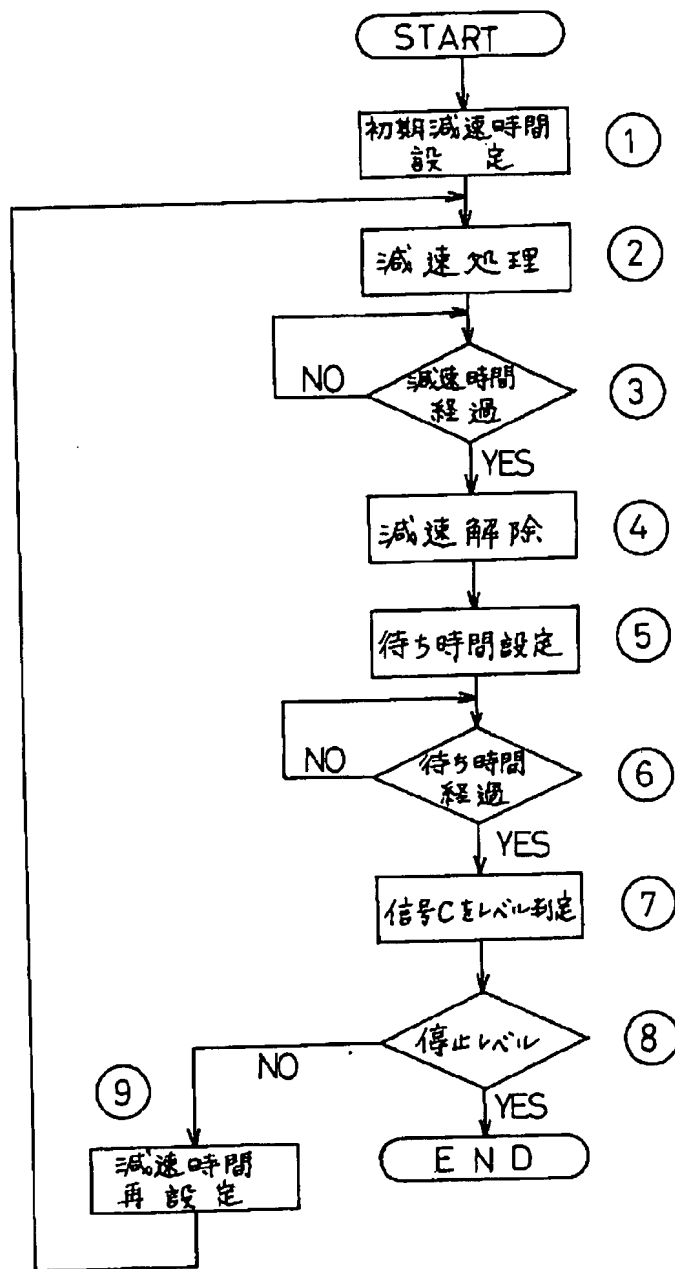 START
初期減速時間
設定
①
減速処理
②
減速時間
経過
③
NO
YES
減速解除
④
待ち時間設定
⑤
待ち時間
経過
⑥
NO
YES
信号Cをレベル判定
⑦
停止レベル
⑧
NO
YES
⑨
減速時間
再設定
END